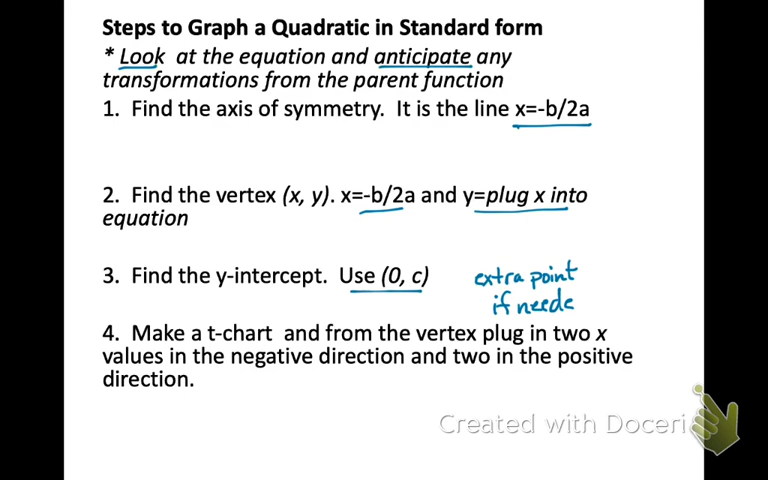 Steps to Graph a Quadratic in Standard form
* Look at the equation and anticipate any
transformations from the parent function
1. Find the axis of symmetry. It is the line x=-b/2a
2. Find the vertex (x, y). x=-b/2a and y=plug x into
equation
3. Find the y-intercept. Use (0, c)
extra point
if neede
4. Make a t-chart and from the vertex plug in two x
values in the negative direction and two in the positive
direction.
Created with Doceri